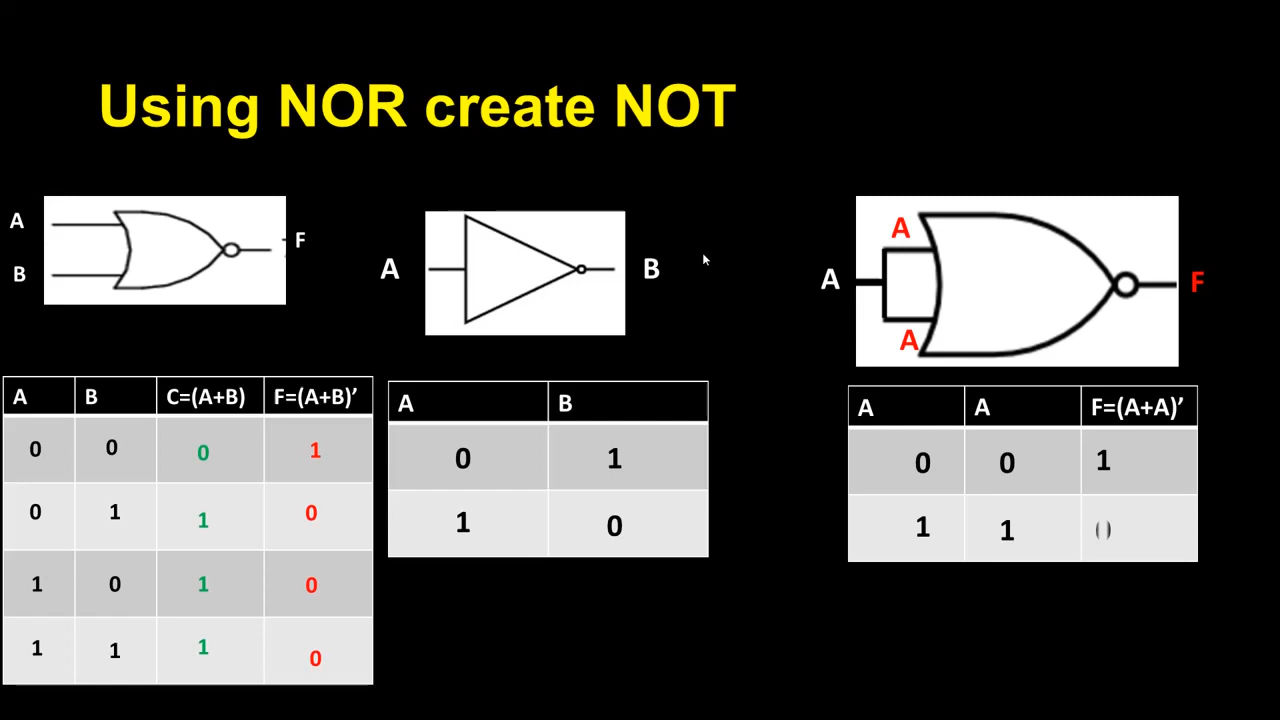 Using NOR create NOT
A
B
F
A
B
A
A
A
F
A B C=(A+B) F=(A+B)’
0 0 0 1
0 1 1 0
1 0 1 0
1 1 1 0
A B
0 1
1 0
A A F=(A+A)’
0 0 1
1 1 0